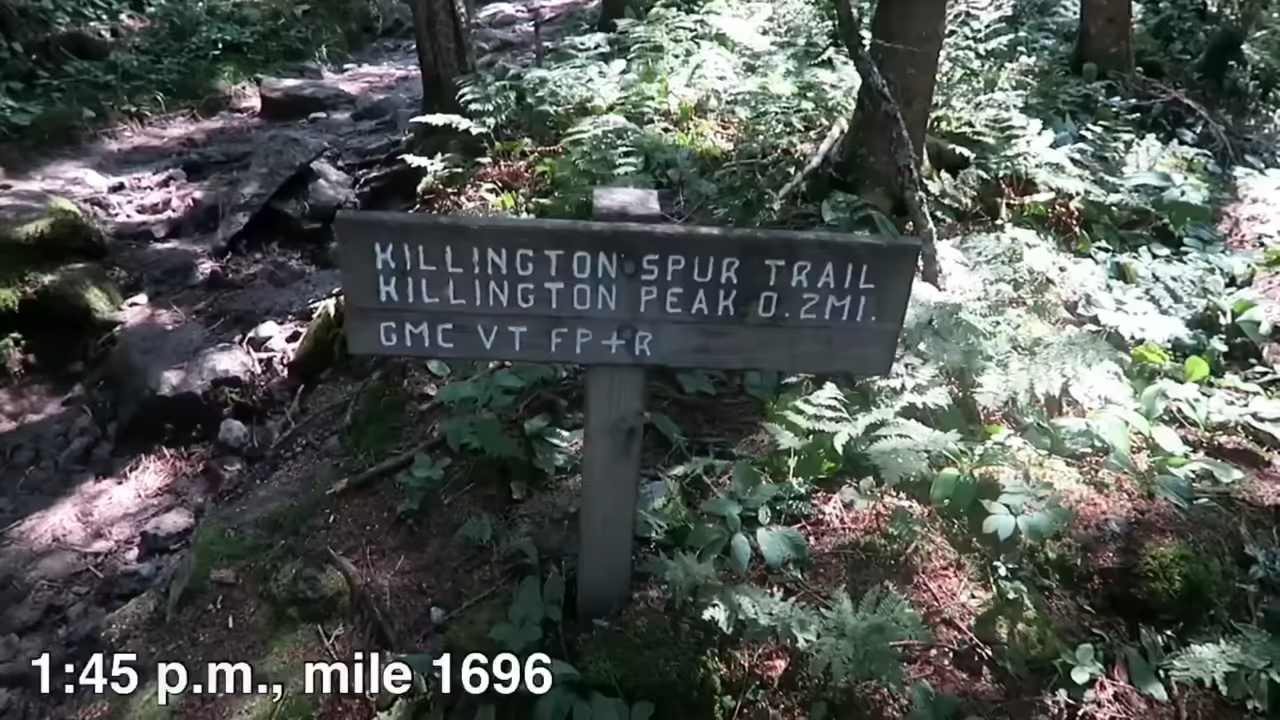 KILLINGTON SPUR TRAIL
KILLINGTON PEAK 0.2MI.
GMC VT FP+R
1:45 p.m., mile 1696